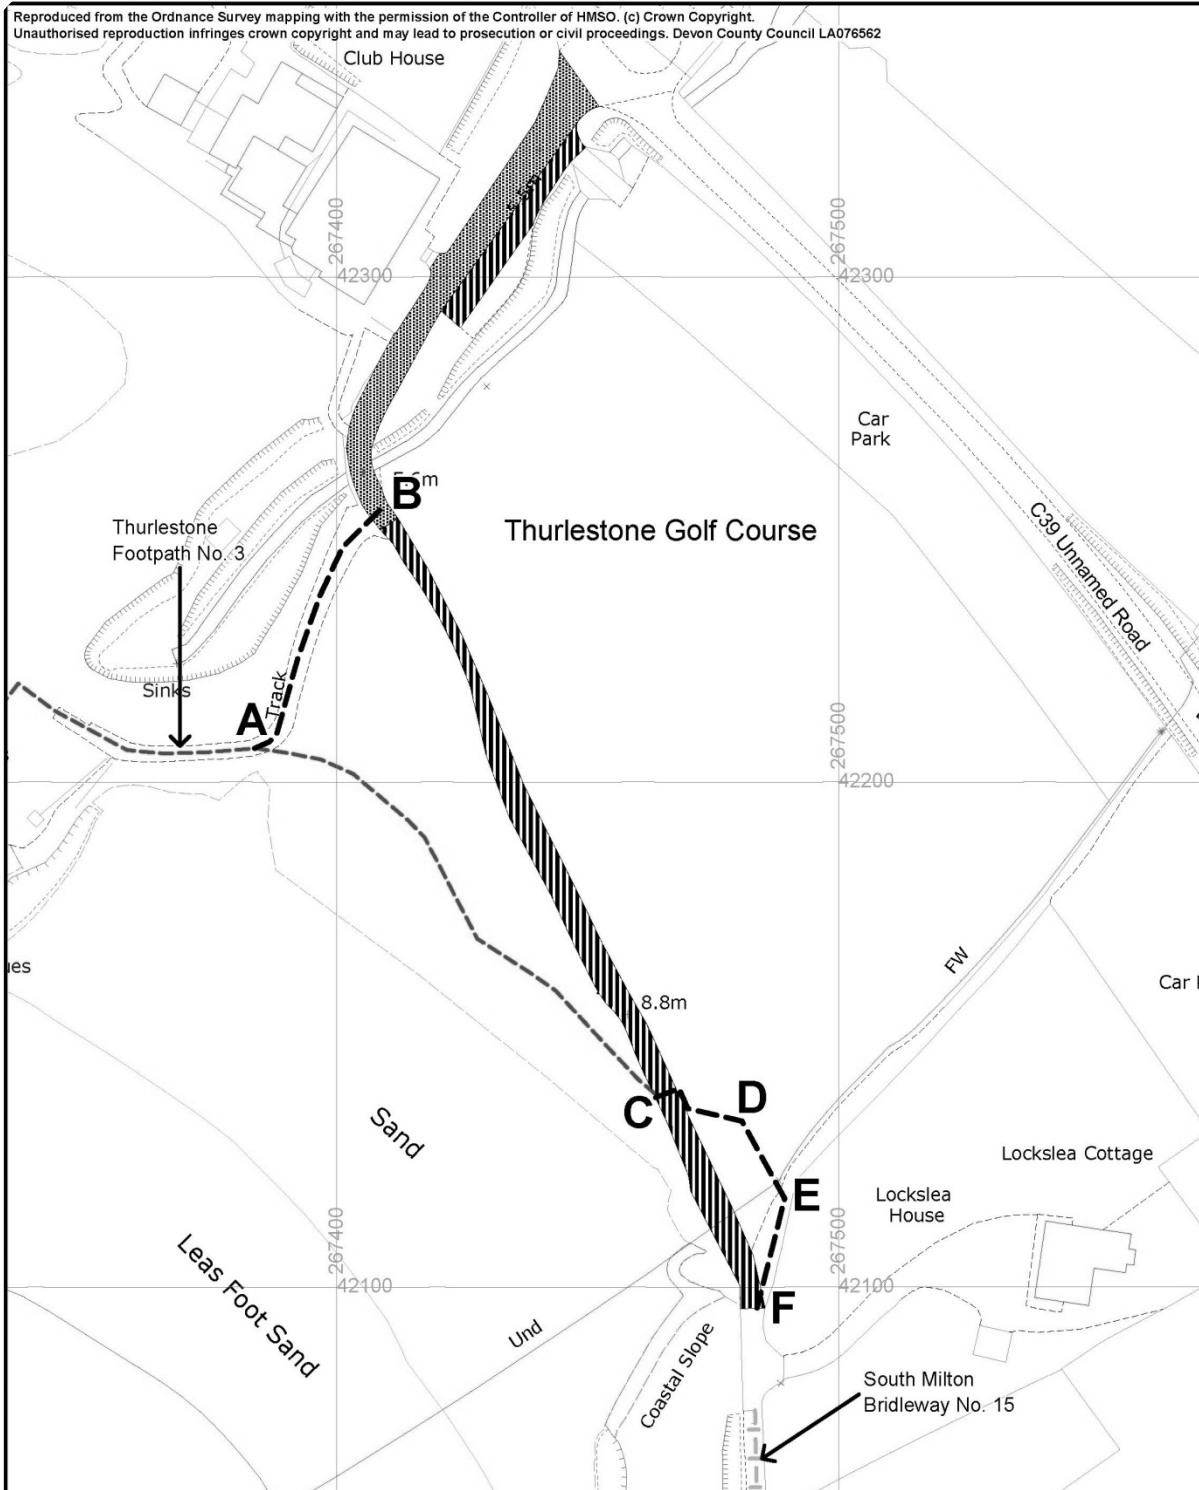 Reproduced from the Ordnance Survey mapping with the permission of the Controller of HMSO. (c) Crown Copyright.
Unauthorised reproduction infringes crown copyright and may lead to prosecution or civil proceedings. Devon County Council LA076562
Club House
267400
267500
42300
42300
Car
Park
B
Thurlestone Golf Course
Thurlestone
Footpath No. 3
C39 Unnamed Road
Sinks
Track
A
267500
42200
FW
8.8m
C
D
Sand
Lockslea Cottage
E
Lockslea
House
267400
267500
42100
42100
Leas Foot Sand
F
Und
Coastal Slope
South Milton
Bridleway No. 15